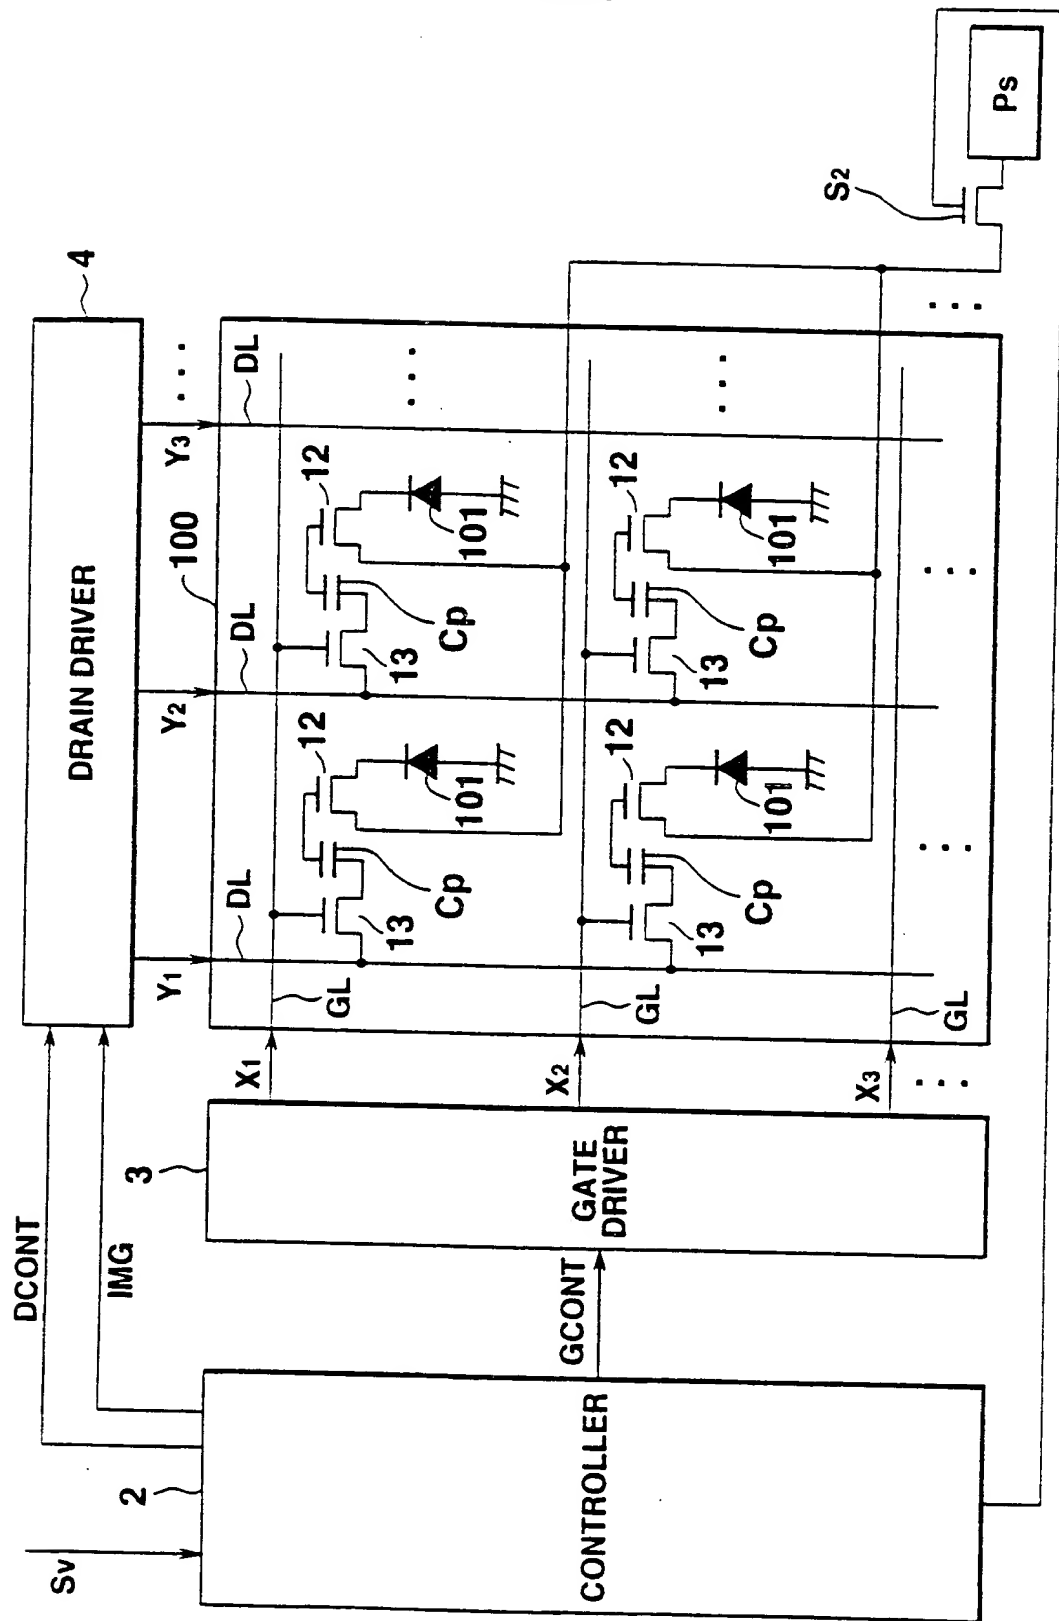 DRAIN DRIVER
4
DCONT
IMG
Y1
Y2
Y3
. . .
100
DL
DL
DL
Sv
2
3
X1
GL
12
12
13
Cp
101
13
Cp
101
. . .
CONTROLLER
GCONT
GATE
DRIVER
X2
GL
12
12
13
Cp
101
13
Cp
101
. . .
X3
GL
. . .
. . .
. . .
. . .
S2
Ps